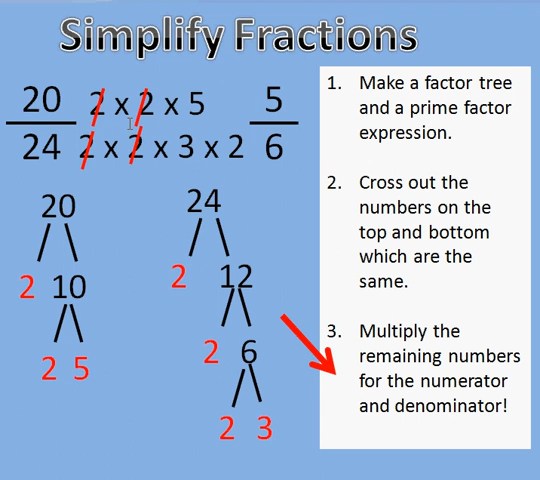 Simplify Fractions
20 2 x 2 x 5 5
24 2 x 2 x 3 x 2 6
20
2 10
2 5
24
2 12
2 6
2 3
1. Make a factor tree
and a prime factor
expression.
2. Cross out the
numbers on the
top and bottom
which are the
same.
3. Multiply the
remaining numbers
for the numerator
and denominator!